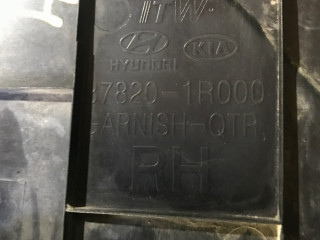 ITW
HYUNDAI KIA
87820-1R000
GARNISH-QTR,
RH